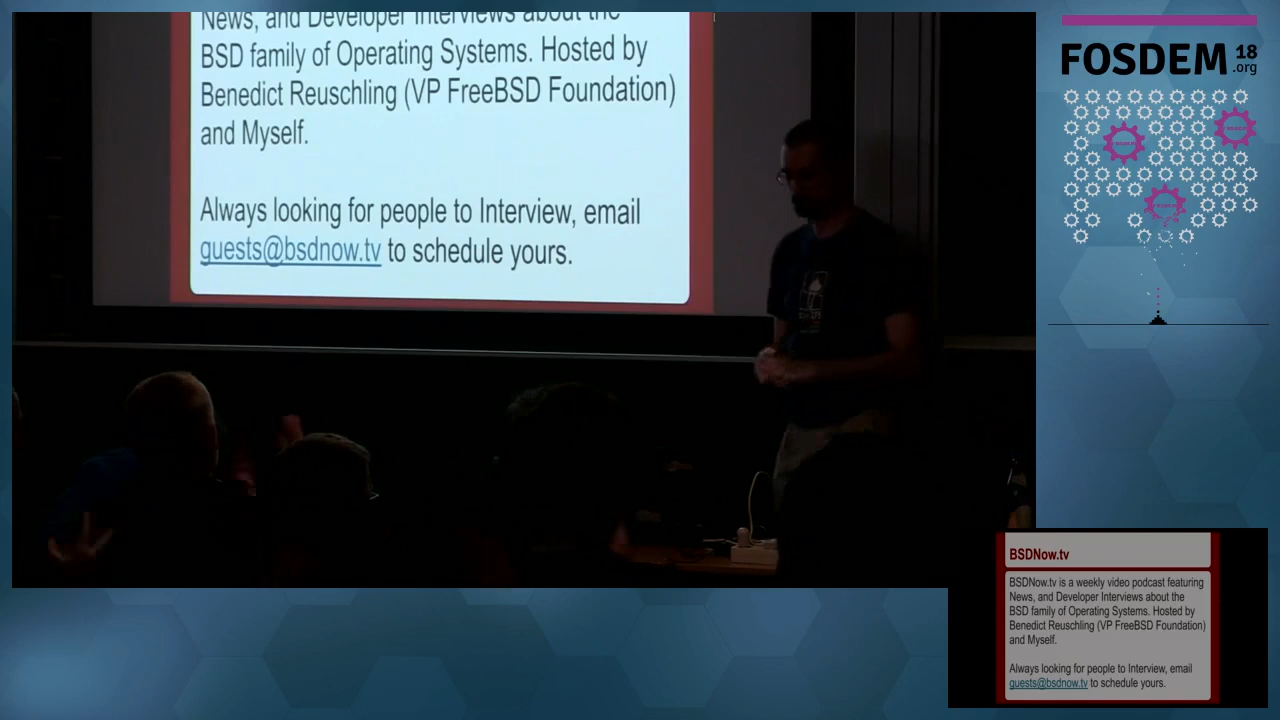 News, and Developer Interviews about the
BSD family of Operating Systems. Hosted by
Benedict Reuschling (VP FreeBSD Foundation)
and Myself.
Always looking for people to Interview, email
guests@bsdnow.tv to schedule yours.
FOSDEM 18
.org
BSDNow.tv
BSDNow.tv is a weekly video podcast featuring
News, and Developer Interviews about the
BSD family of Operating Systems. Hosted by
Benedict Reuschling (VP FreeBSD Foundation)
and Myself.
Always looking for people to Interview, email
guests@bsdnow.tv to schedule yours.